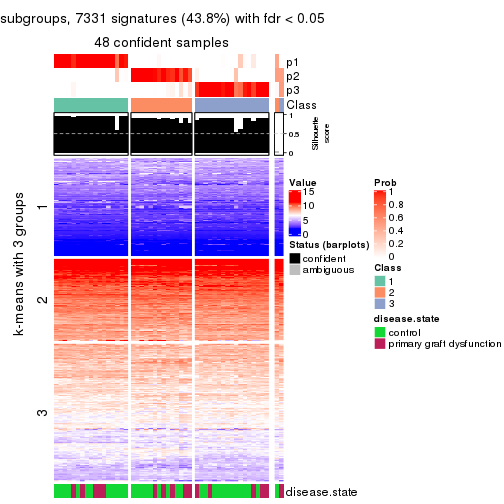 subgroups, 7331 signatures (43.8%) with fdr < 0.05
48 confident samples
p1
p2
p3
Class
1
0.5
0
Silhouette
score
k-means with 3 groups
1
2
3
Value
15
10
5
0
Status (barplots)
confident
ambiguous
Prob
1
0.8
0.6
0.4
0.2
0
Class
1
2
3
disease.state
control
primary graft dysfunction
disease.state